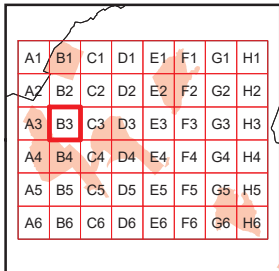 A1 B1 C1 D1 E1 F1 G1 H1
A2 B2 C2 D2 E2 F2 G2 H2
A3 B3 C3 D3 E3 F3 G3 H3
A4 B4 C4 D4 E4 F4 G4 H4
A5 B5 C5 D5 E5 F5 G5 H5
A6 B6 C6 D6 E6 F6 G6 H6